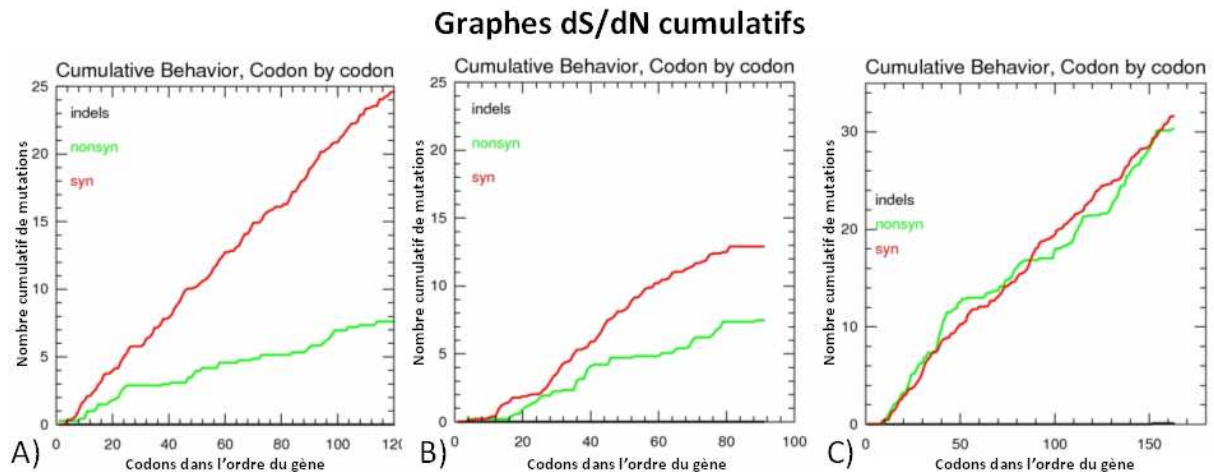 Graphes dS/dN cumulatifs
Cumulative Behavior, Codon by codon
25
20
15
10
5
0
indels
nonsyn
syn
Nombre cumulatif de mutations
0 20 40 60 80 100 120
A)
Codons dans l'ordre du gène
Cumulative Behavior, Codon by codon
25
20
15
10
5
0
indels
nonsyn
syn
Nombre cumulatif de mutations
0 20 40 60 80 100
B)
Codons dans l'ordre du gène
Cumulative Behavior, Codon by codon
30
20
10
0
indels
nonsyn
syn
Nombre cumulatif de mutations
0 50 100 150
C)
Codons dans l'ordre du gène